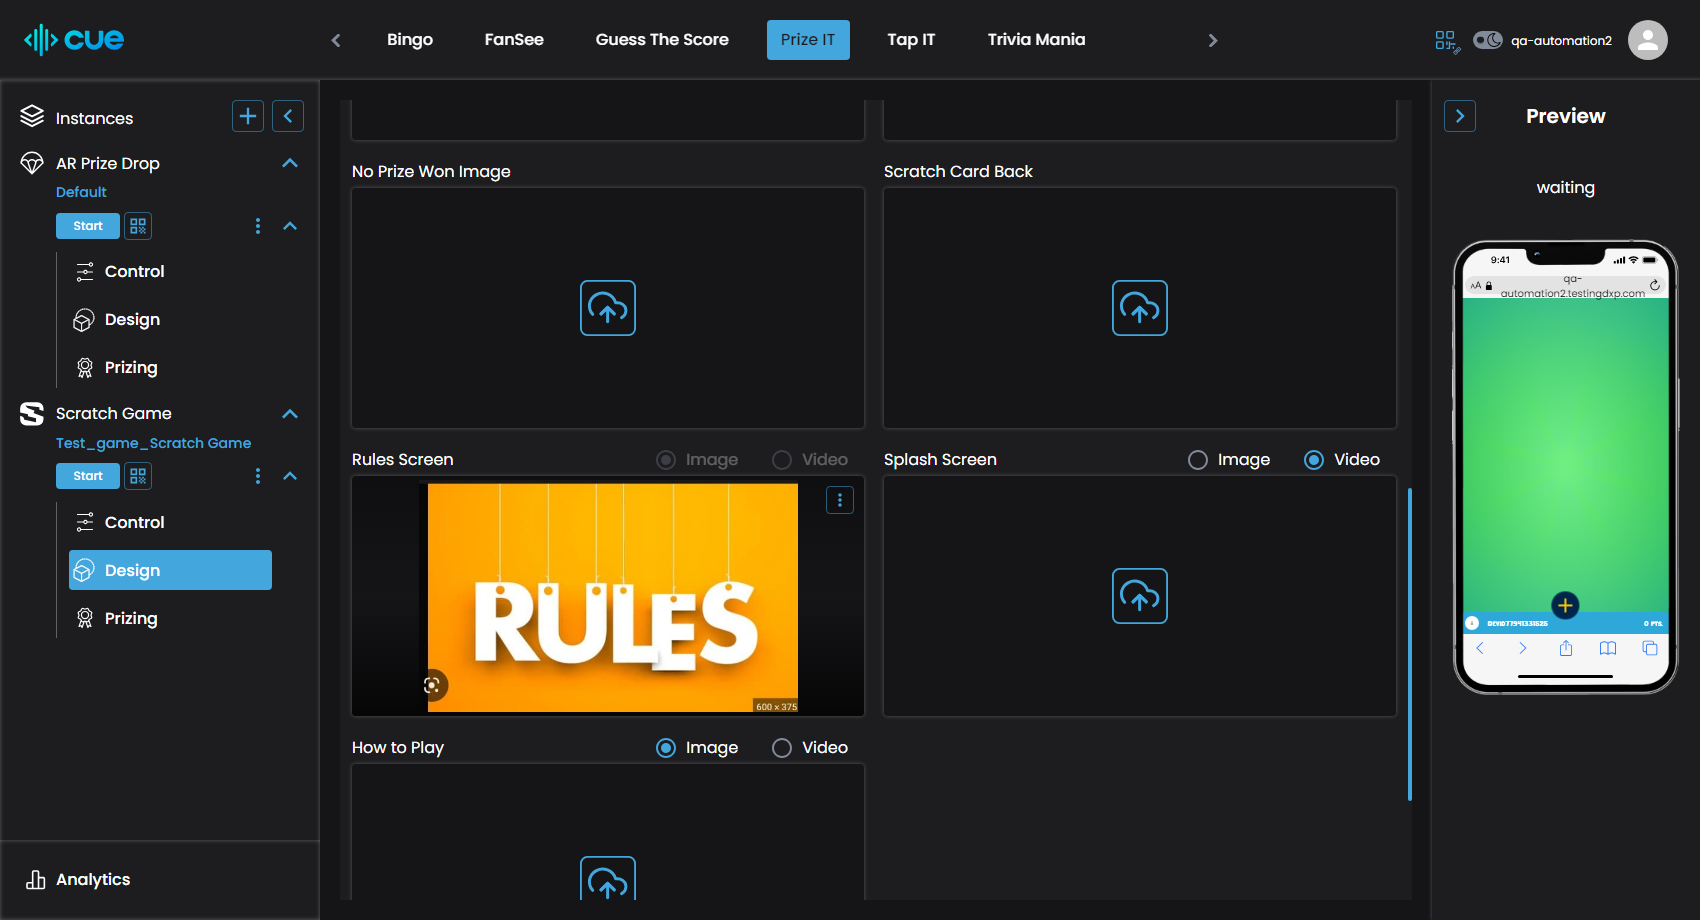 cue
Bingo
FanSee
Guess The Score
Prize IT
Tap IT
Trivia Mania
qa-automation2
Instances
AR Prize Drop
Default
Start
Control
Design
Prizing
Scratch Game
Test_game_Scratch Game
Start
Control
Design
Prizing
Analytics
No Prize Won Image
Scratch Card Back
Rules Screen
Image
Video
Splash Screen
Image
Video
RULES
600 × 375
How to Play
Image
Video
Preview
waiting
9:41
AA
qa-
automation2.testingdxp.com
0 PTS.